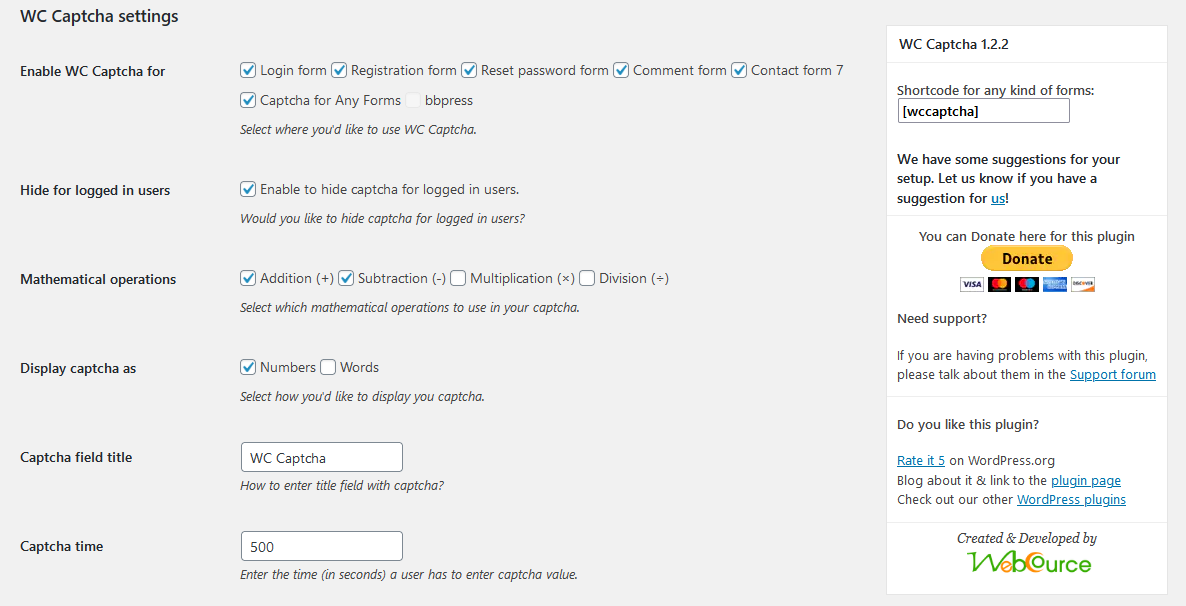 WC Captcha settings
Enable WC Captcha for
Login form Registration form Reset password form Comment form Contact form 7
Captcha for Any Forms bbpress
Select where you'd like to use WC Captcha.
Hide for logged in users
Enable to hide captcha for logged in users.
Would you like to hide captcha for logged in users?
Mathematical operations
Addition (+) Subtraction (-) Multiplication (×) Division (÷)
Select which mathematical operations to use in your captcha.
Display captcha as
Numbers Words
Select how you'd like to display you captcha.
Captcha field title
WC Captcha
How to enter title field with captcha?
Captcha time
500
Enter the time (in seconds) a user has to enter captcha value.
WC Captcha 1.2.2
Shortcode for any kind of forms:
[wccaptcha]
We have some suggestions for your
setup. Let us know if you have a
suggestion for us!
You can Donate here for this plugin
Donate
VISA DISCOVER
Need support?
If you are having problems with this plugin,
please talk about them in the Support forum
Do you like this plugin?
Rate it 5 on WordPress.org
Blog about it & link to the plugin page
Check out our other WordPress plugins
Created & Developed by
WebCource